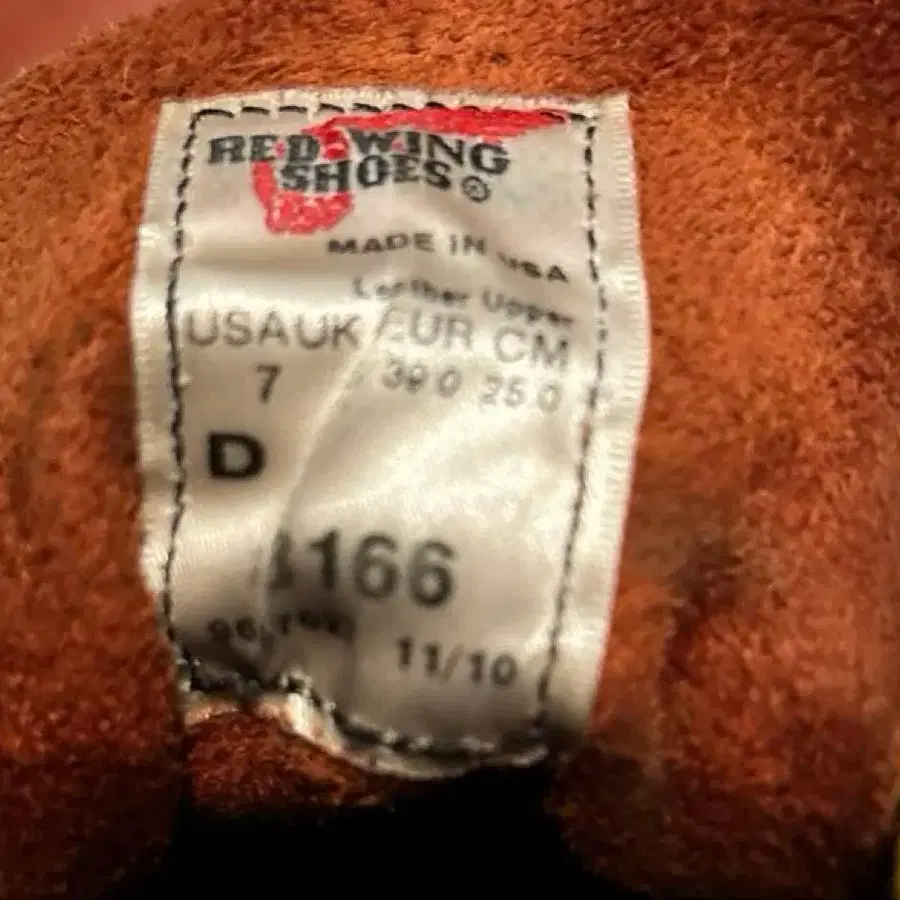 RED WING
SHOES®
MADE IN USA
Leather Upper
USA UK EUR CM
7 39 0 25 0
D
166
11/10